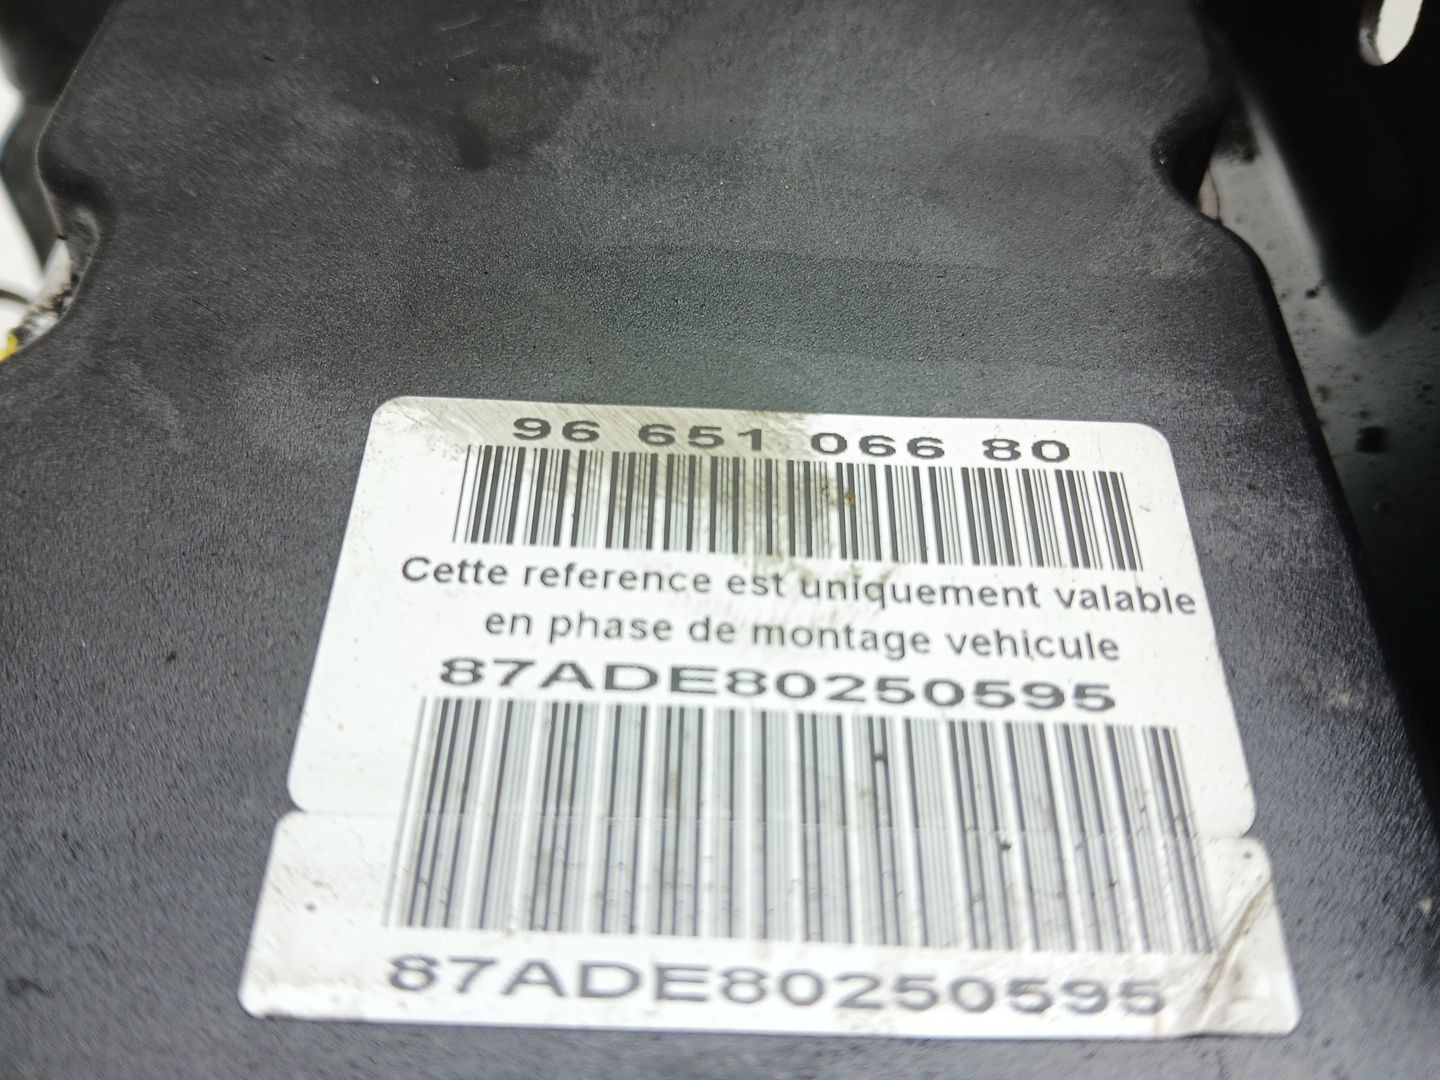 96 651 066 80
Cette reference est uniquement valable
en phase de montage vehicule
87ADE80250595
87ADE80250595